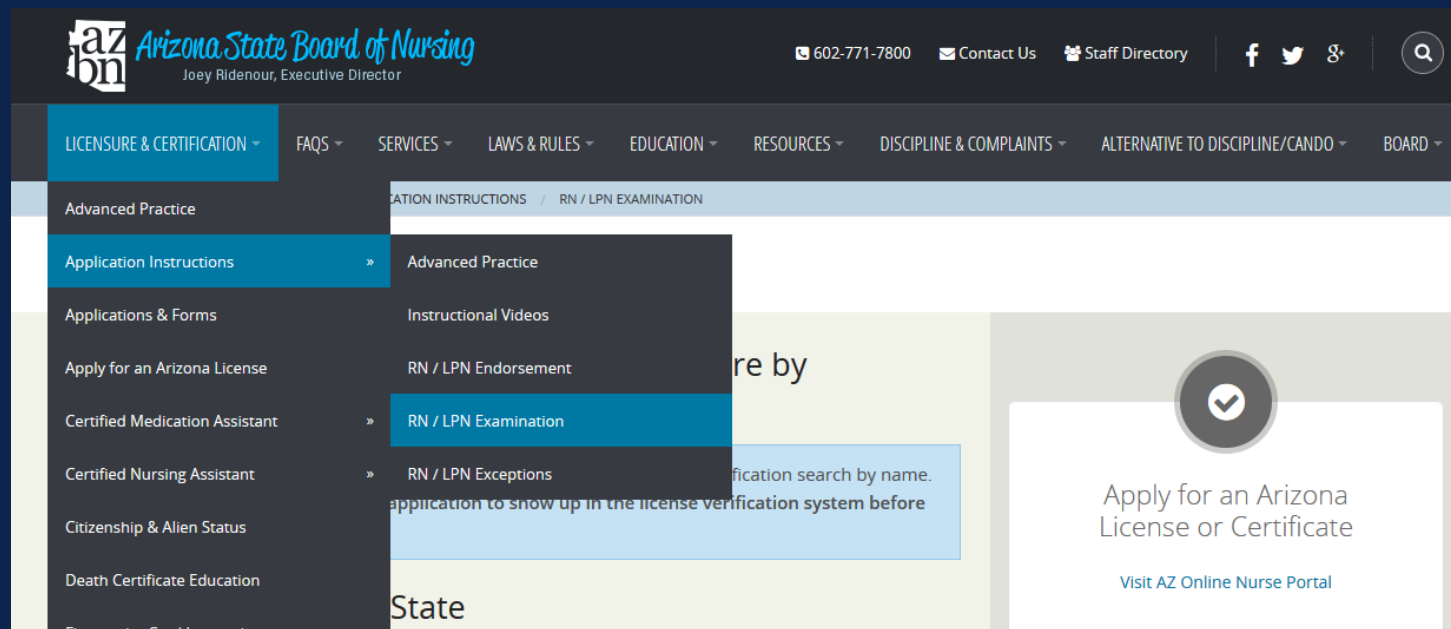 az bn
Arizona State Board of Nursing
Joey Ridenour, Executive Director
602-771-7800 Contact Us Staff Directory
LICENSURE & CERTIFICATION FAQS SERVICES LAWS & RULES EDUCATION RESOURCES DISCIPLINE & COMPLAINTS ALTERNATIVE TO DISCIPLINE/CANDO BOARD
CATION INSTRUCTIONS / RN / LPN EXAMINATION
Advanced Practice
Application Instructions »
Applications & Forms
Apply for an Arizona License
Certified Medication Assistant »
Certified Nursing Assistant »
Citizenship & Alien Status
Death Certificate Education
Advanced Practice
Instructional Videos
RN / LPN Endorsement
RN / LPN Examination
RN / LPN Exceptions
re by
fication search by name.
application to show up in the license verification system before
State
Apply for an Arizona
License or Certificate
Visit AZ Online Nurse Portal